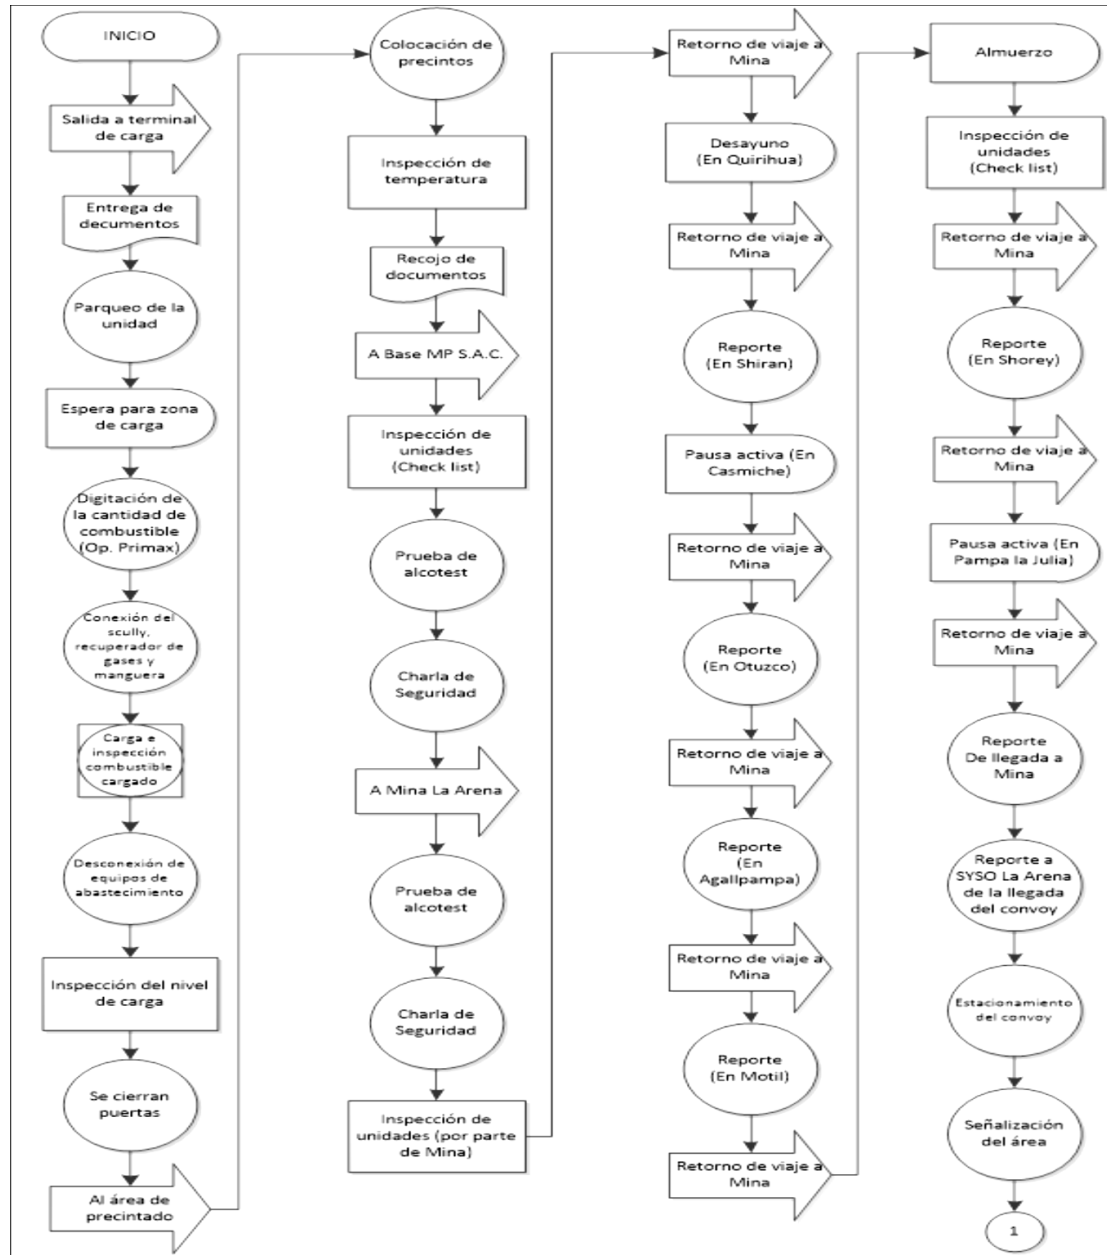 INICIO
Salida a terminal
de carga
Entrega de
decumentos
Parqueo de la
unidad
Espera para zona
de carga
Digitación de
la cantidad de
combustible
(Op. Primax)
Conexión del
scully,
recuperador de
gases y
manguera
Carga e
inspección
combustible
cargado
Desconexión de
equipos de
abastecimiento
Inspección del nivel
de carga
Se cierran
puertas
Al área de
precintado
Colocación de
precintos
Inspección de
temperatura
Recojo de
documentos
A Base MP S.A.C.
Inspección de
unidades
(Check list)
Prueba de
alcotest
Charla de
Seguridad
A Mina La Arena
Prueba de
alcotest
Charla de
Seguridad
Inspección de
unidades (por parte
de Mina)
Retorno de viaje a
Mina
Desayuno
(En Quirihua)
Retorno de viaje a
Mina
Reporte
(En Shiran)
Pausa activa (En
Casmiche)
Retorno de viaje a
Mina
Reporte
(En Otuzco)
Retorno de viaje a
Mina
Reporte
(En
Agallpampa)
Retorno de viaje a
Mina
Reporte
(En Motil)
Retorno de viaje a
Mina
Almuerzo
Inspección de
unidades
(Check list)
Retorno de viaje a
Mina
Reporte
(En Shorey)
Retorno de viaje a
Mina
Pausa activa (En
Pampa la Julia)
Retorno de viaje a
Mina
Reporte
De llegada a
Mina
Reporte a
SYSO La Arena
de la llegada
del convoy
Estacionamiento
del convoy
Señalización
del área
1